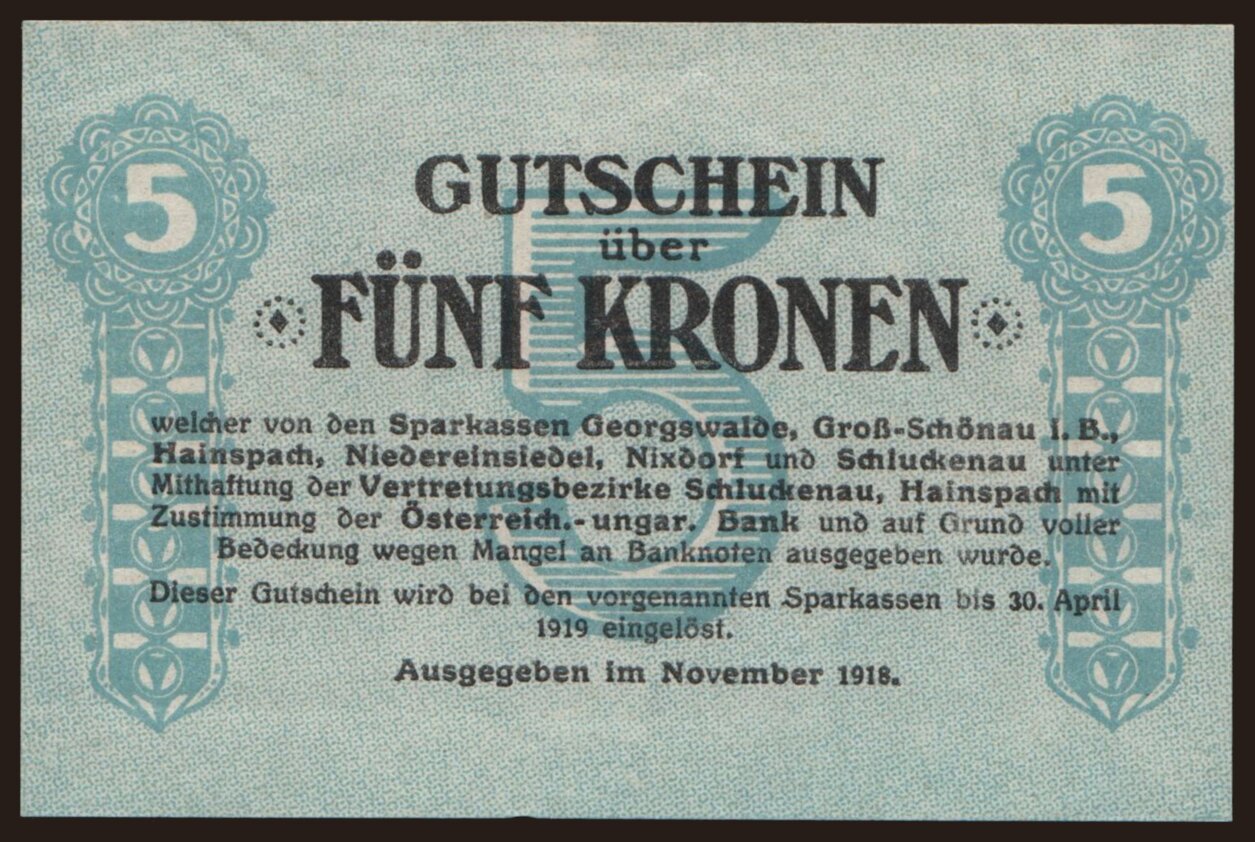 GUTSCHEIN
über
FÜNF KRONEN
5
5
5
welcher von den Sparkassen Georgswalde, Groß-Schönau i. B.,
Hainspach, Niedereinsiedel, Nixdorf und Schluckenau unter
Mithaftung der Vertretungsbezirke Schluckenau, Hainspach mit
Zustimmung der Österreich.-ungar. Bank und auf Grund voller
Bedeckung wegen Mangel an Banknoten ausgegeben wurde.
Dieser Gutschein wird bei den vorgenannten Sparkassen bis 30. April
1919 eingelöst.
Ausgegeben im November 1918.